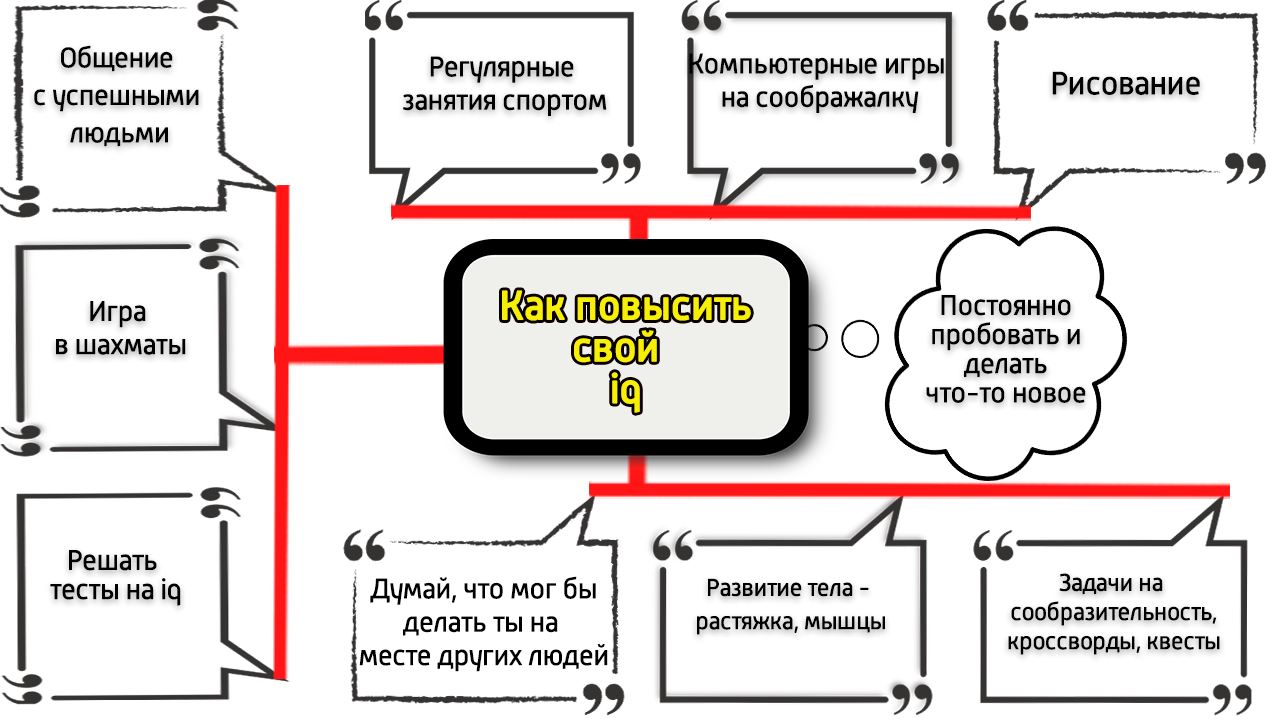 Общение
с успешными
людьми
Регулярные
занятия спортом
Компьютерные игры
на соображалку
Рисование
Игра
в шахматы
Как повысить
свой
iq
Постоянно
пробовать и
делать
что-то новое
Решать
тесты на iq
Думай, что мог бы
делать ты на
месте других людей
Развитие тела -
растяжка, мышцы
Задачи на
сообразительность,
кроссворды, квесты